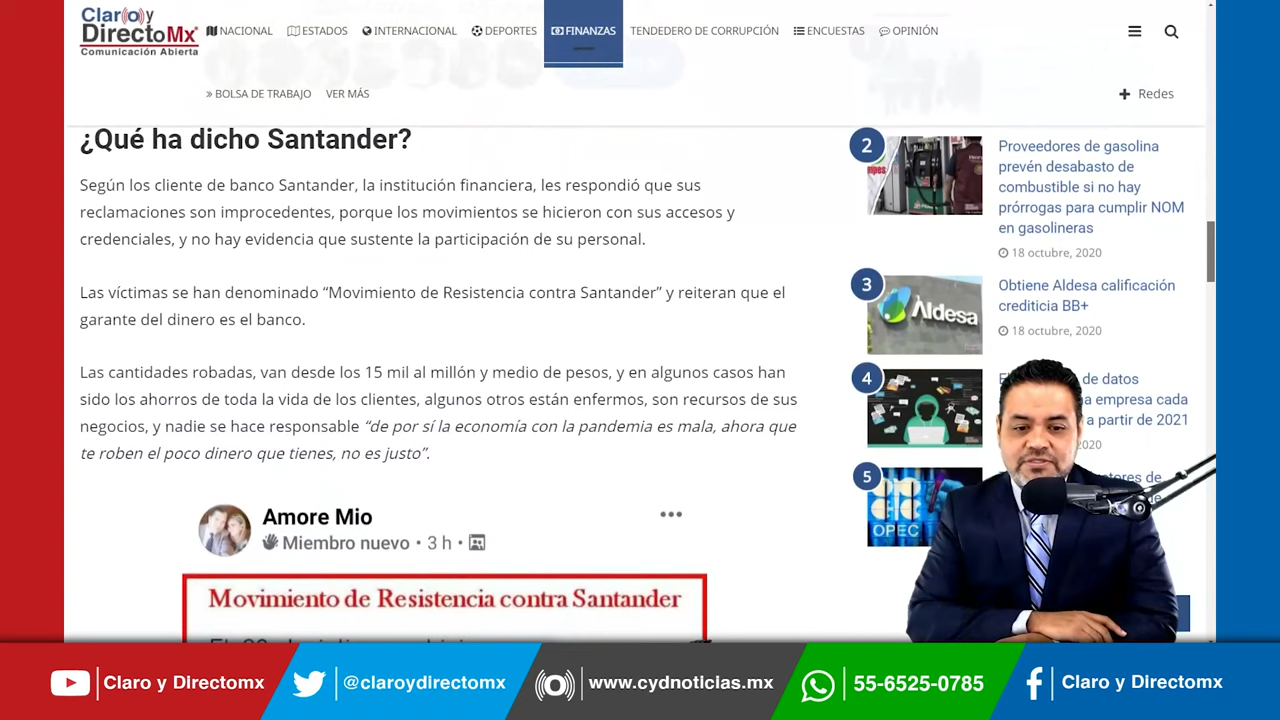 Claro y
DirectoMx
Comunicación Abierta
NACIONAL
ESTADOS
INTERNACIONAL
DEPORTES
FINANZAS
TENDEDERO DE CORRUPCIÓN
ENCUESTAS
OPINIÓN
» BOLSA DE TRABAJO
VER MÁS
+ Redes
¿Qué ha dicho Santander?
Según los cliente de banco Santander, la institución financiera, les respondió que sus
reclamaciones son improcedentes, porque los movimientos se hicieron con sus accesos y
credenciales, y no hay evidencia que sustente la participación de su personal.
Las víctimas se han denominado “Movimiento de Resistencia contra Santander” y reiteran que el
garante del dinero es el banco.
Las cantidades robadas, van desde los 15 mil al millón y medio de pesos, y en algunos casos han
sido los ahorros de toda la vida de los clientes, algunos otros están enfermos, son recursos de sus
negocios, y nadie se hace responsable “de por sí la economía con la pandemia es mala, ahora que
te roben el poco dinero que tienes, no es justo”.
Amore Mio
Miembro nuevo • 3 h •
Movimiento de Resistencia contra Santander
2
Proveedores de gasolina
prevén desabasto de
combustible si no hay
prórrogas para cumplir NOM
en gasolineras
18 octubre, 2020
3
Aldesa
Obtiene Aldesa calificación
crediticia BB+
18 octubre, 2020
4
de datos
a empresa cada
a partir de 2021
2020
5
OPEC
de
Claro y Directomx
@claroydirectomx
www.cydnoticias.mx
55-6525-0785
Claro y Directomx